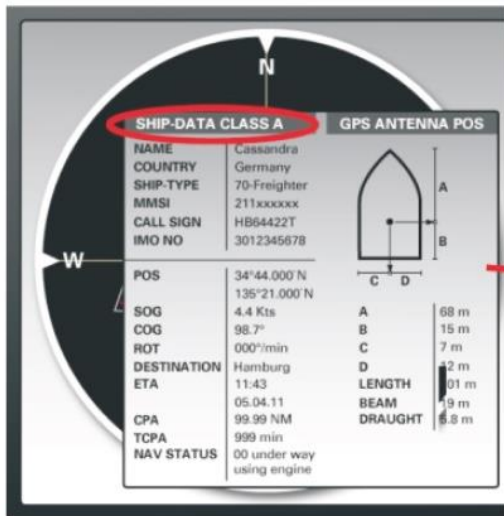 N
SHIP-DATA CLASS A GPS ANTENNA POS
NAME Cassandra
COUNTRY Germany
SHIP-TYPE 70-Freighter
MMSI 211xxxxxx
CALL SIGN HB64422T
IMO NO 3012345678
A
B
C D
W
POS 34°44.000'N
135°21.000'N
SOG 4.4 Kts A 68 m
COG 98.7° B 15 m
ROT 000°/min C 7 m
DESTINATION Hamburg D m
ETA 11:43 LENGTH m
05.04.11 BEAM m
CPA 99.99 NM DRAUGHT m
TCPA 999 min
NAV STATUS 00 under way
using engine